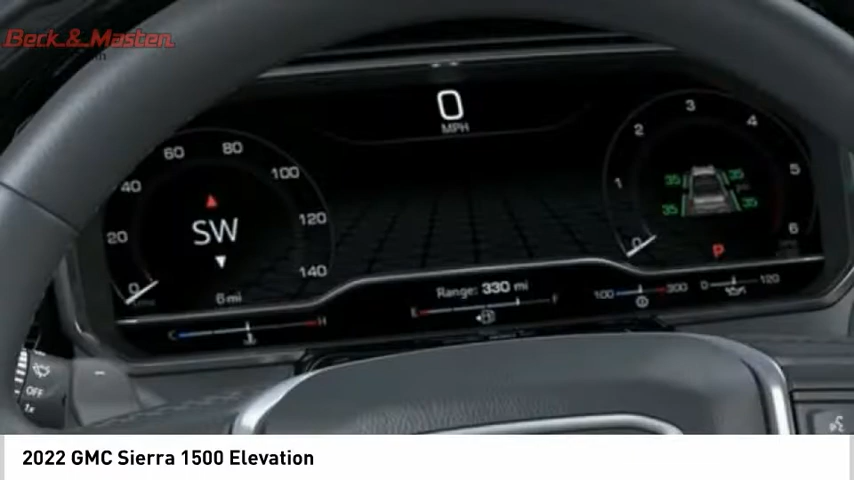 Beck & Masten
0
MPH
0
20
40
60
80
100
120
140
SW
6 mi
0
1
2
3
4
5
6
35
35
35
35
P
C
H
Range: 330 mi
E
F
100
300
0
120
OFF
1x
2022 GMC Sierra 1500 Elevation